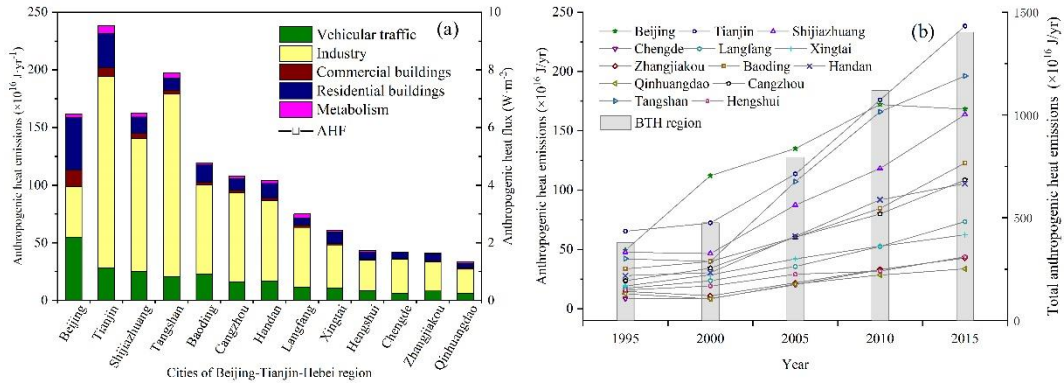 (a)
Vehicular traffic
Industry
Commercial buildings
Residential buildings
Metabolism
AHF
Anthropogenic heat emissions (×10¹⁶ J·yr⁻¹)
250
200
150
100
50
0
Anthropogenic heat flux (W·m⁻²)
10
8
6
4
2
0
Beijing
Tianjin
Shijiazhuang
Tangshan
Baoding
Cangzhou
Handan
Langfang
Xingtai
Hengshui
Chengde
Zhangjiakou
Qinhuangdao
Cities of Beijing-Tianjin-Hebei region
(b)
Beijing Tianjin Shijiazhuang
Chengde Langfang Xingtai
Zhangjiakou Baoding Handan
Qinhuangdao Cangzhou
Tangshan Hengshui
BTH region
Anthropogenic heat emissions (×10¹⁶ J/yr)
250
200
150
100
50
0
Total anthropogenic heat emissions (×10¹⁶ J/yr)
1500
1000
500
0
1995 2000 2005 2010 2015
Year